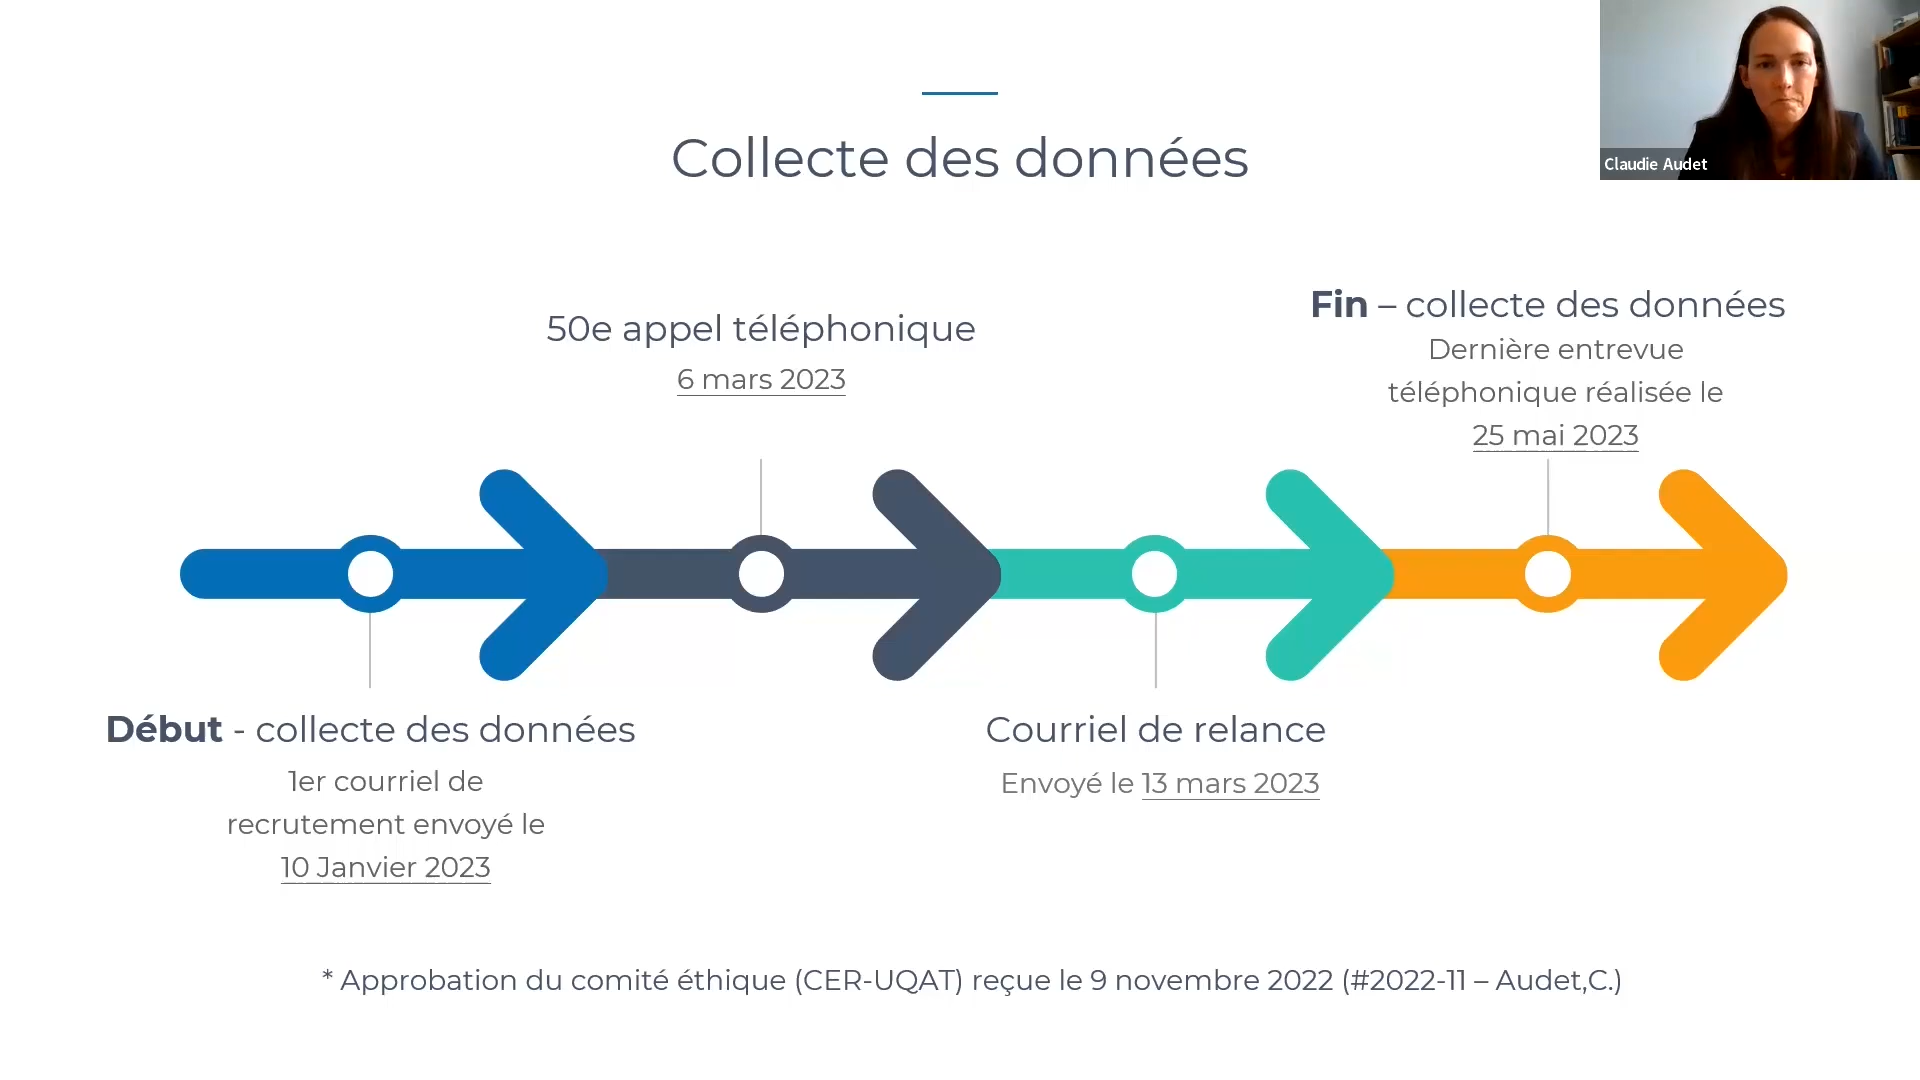 Claudie Audet
Collecte des données
50e appel téléphonique
6 mars 2023
Fin – collecte des données
Dernière entrevue
téléphonique réalisée le
25 mai 2023
Début - collecte des données
1er courriel de
recrutement envoyé le
10 Janvier 2023
Courriel de relance
Envoyé le 13 mars 2023
* Approbation du comité éthique (CER-UQAT) reçue le 9 novembre 2022 (#2022-11 – Audet,C.)